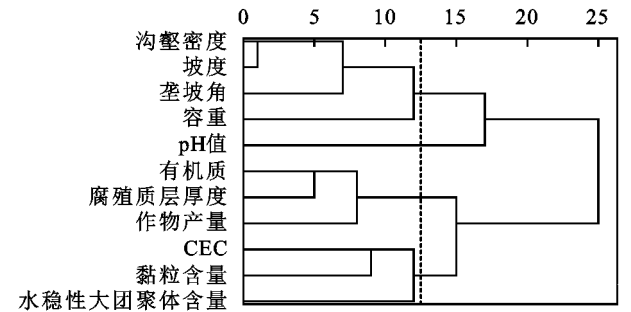 0 5 10 15 20 25
沟壑密度
坡度
垄坡角
容重
pH值
有机质
腐殖质层厚度
作物产量
CEC
黏粒含量
水稳性大团聚体含量